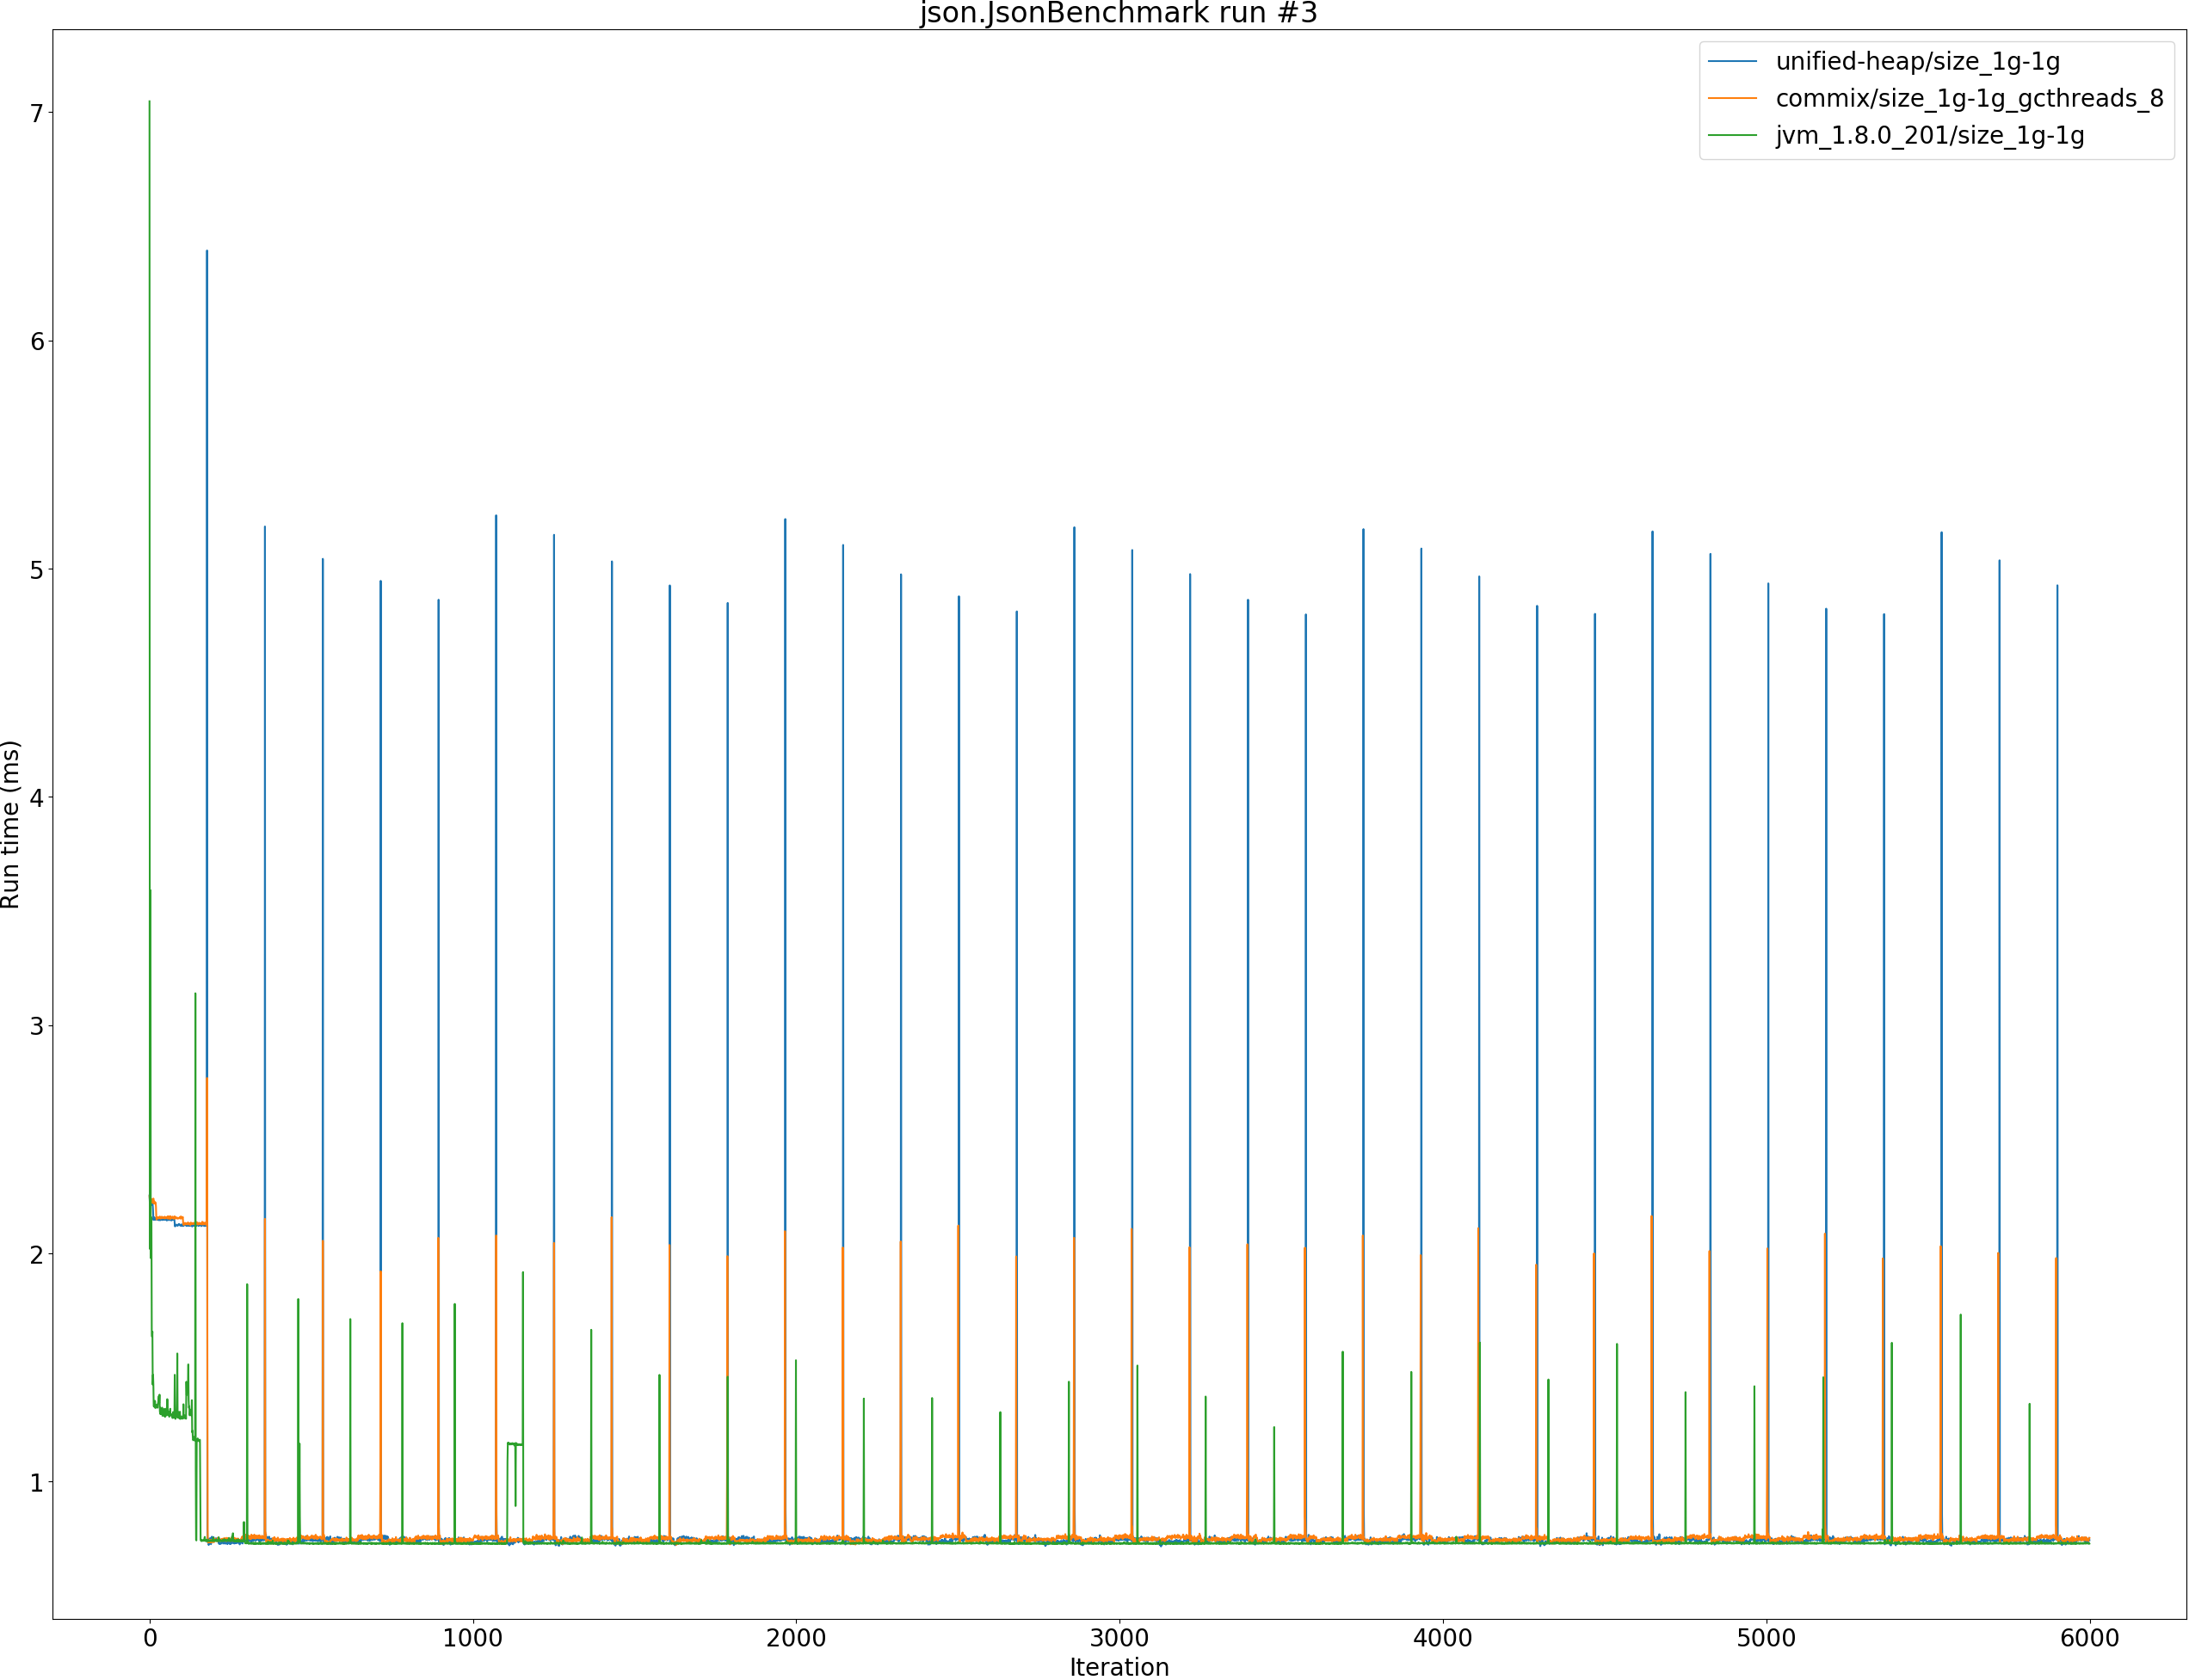 json.JsonBenchmark run #3
unified-heap/size_1g-1g
commix/size_1g-1g_gcthreads_8
jvm_1.8.0_201/size_1g-1g
Run time (ms)
7
6
5
4
3
2
1
0 1000 2000 3000 4000 5000 6000
Iteration